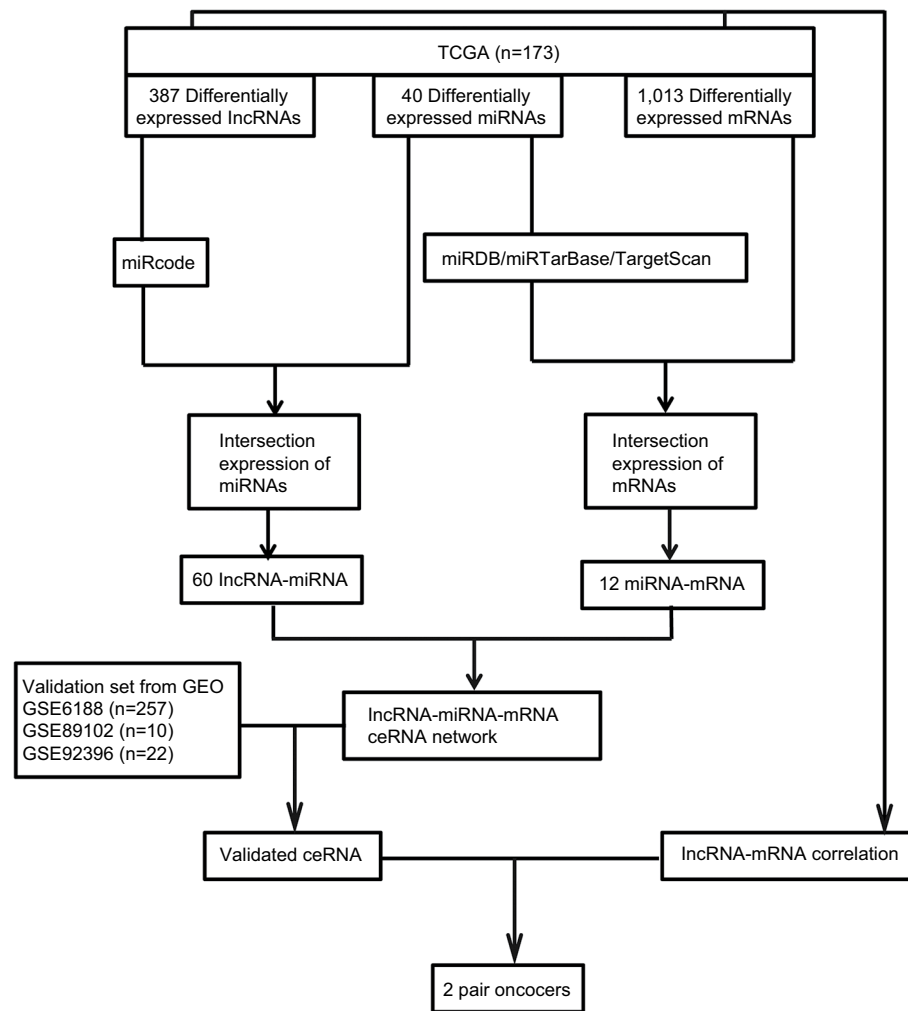 TCGA (n=173)
387 Differentially
expressed lncRNAs
40 Differentially
expressed miRNAs
1,013 Differentially
expressed mRNAs
miRcode
miRDB/miRTarBase/TargetScan
Intersection
expression of
miRNAs
Intersection
expression of
mRNAs
60 lncRNA-miRNA
12 miRNA-mRNA
Validation set from GEO
GSE6188 (n=257)
GSE89102 (n=10)
GSE92396 (n=22)
lncRNA-miRNA-mRNA
ceRNA network
Validated ceRNA
lncRNA-mRNA correlation
2 pair oncocers